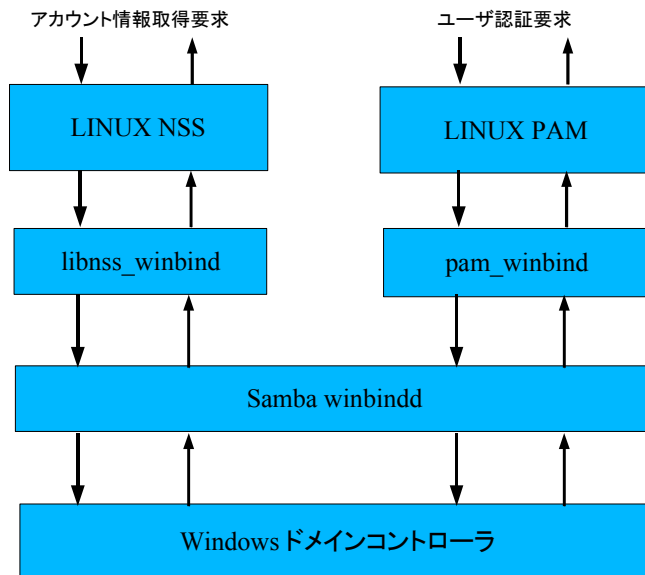 アカウント情報取得要求
ユーザ認証要求
LINUX NSS
LINUX PAM
libnss_winbind
pam_winbind
Samba winbindd
Windowsドメインコントローラ